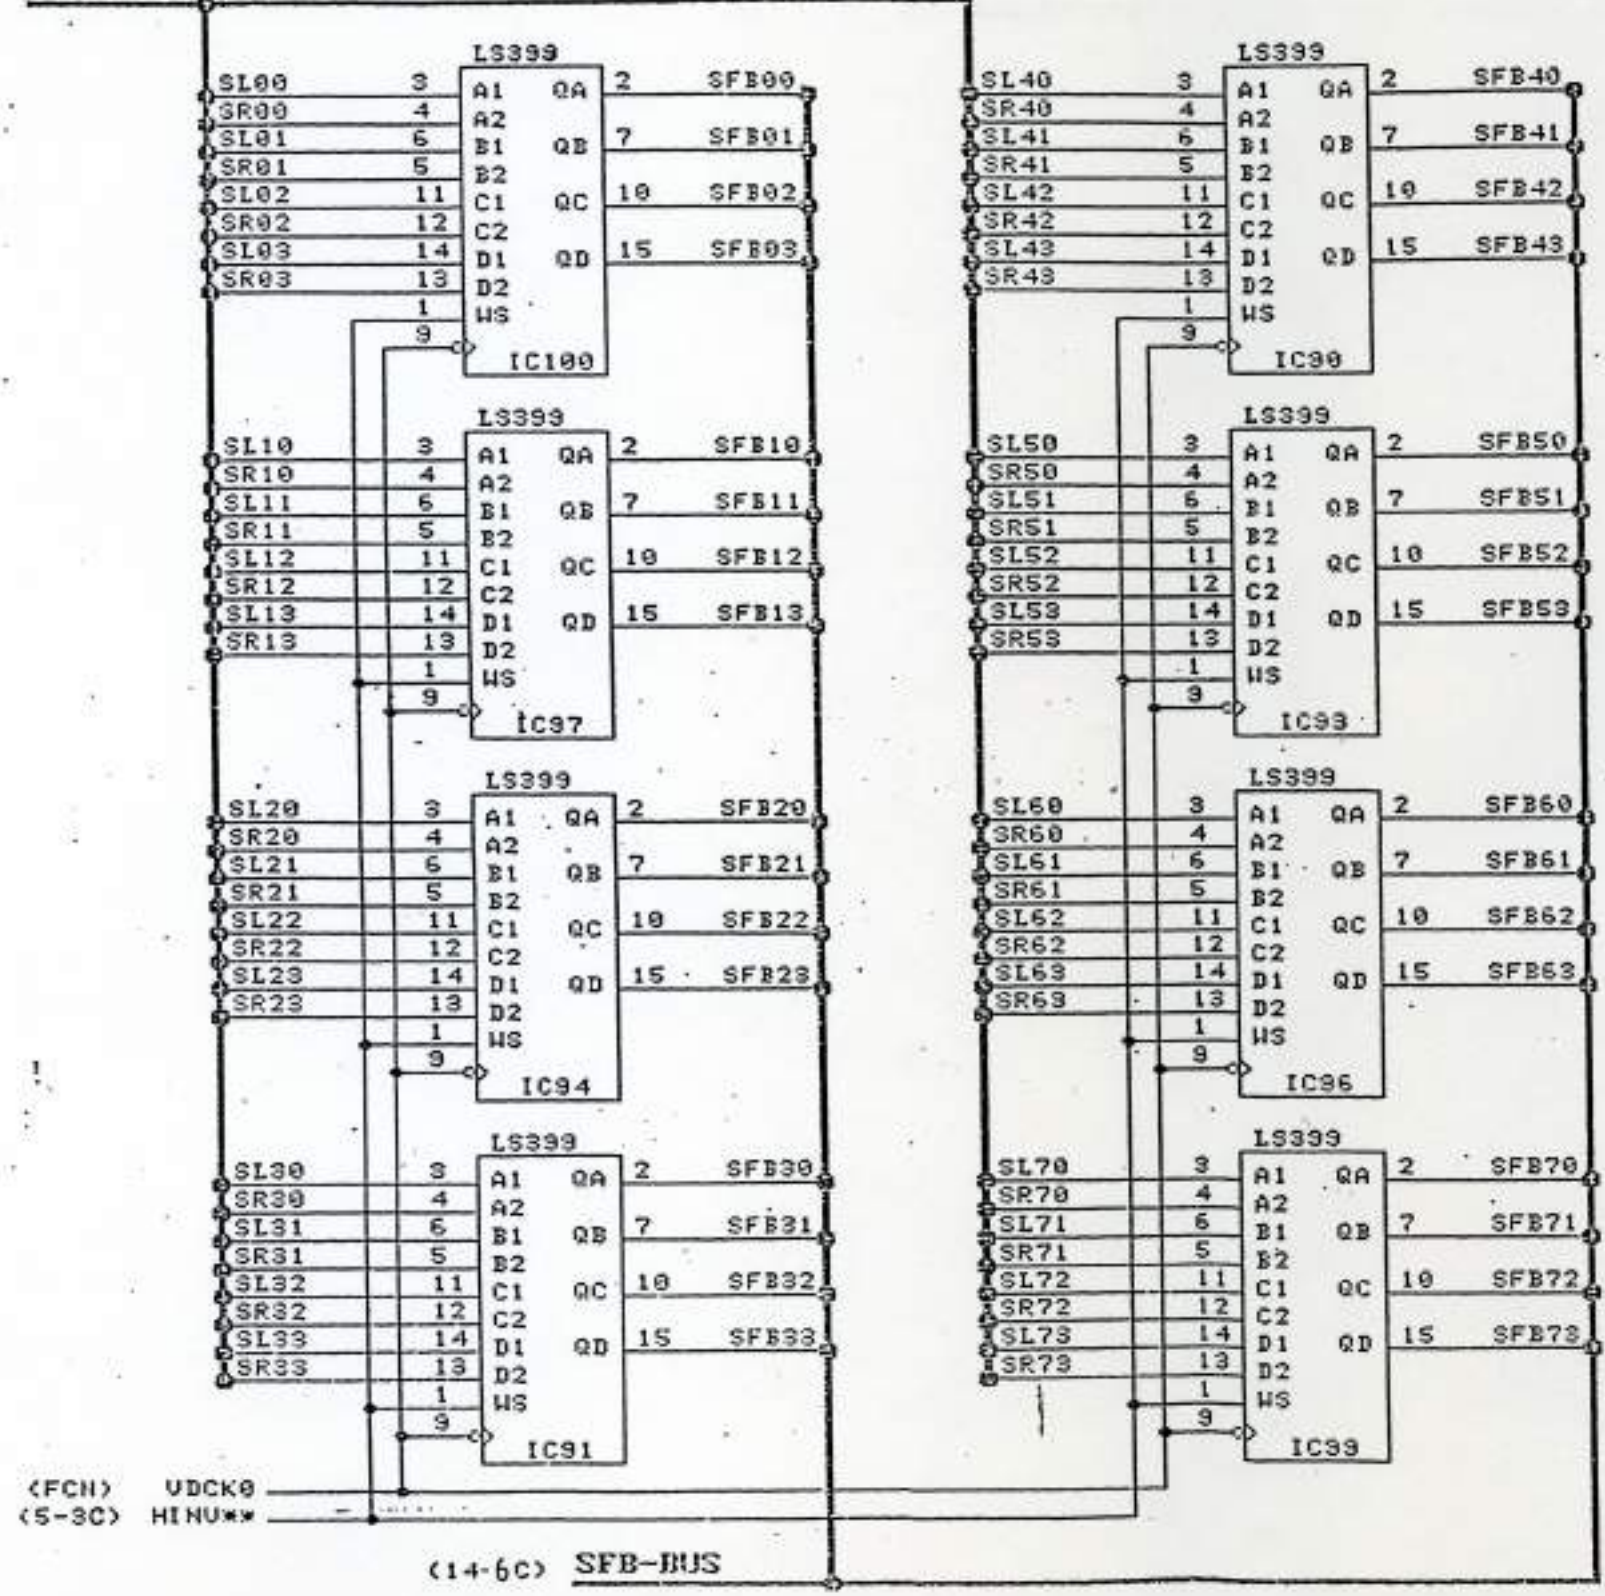 LS399
SL00 3 A1 QA 2 SFB00
SR00 4 A2
SL01 6 B1 QB 7 SFB01
SR01 5 B2
SL02 11 C1 QC 10 SFB02
SR02 12 C2
SL03 14 D1 QD 15 SFB03
SR03 13 D2
1 WS
9
IC100
LS399
SL10 3 A1 QA 2 SFB10
SR10 4 A2
SL11 6 B1 QB 7 SFB11
SR11 5 B2
SL12 11 C1 QC 10 SFB12
SR12 12 C2
SL13 14 D1 QD 15 SFB13
SR13 13 D2
1 WS
9
IC97
LS399
SL20 3 A1 QA 2 SFB20
SR20 4 A2
SL21 6 B1 QB 7 SFB21
SR21 5 B2
SL22 11 C1 QC 10 SFB22
SR22 12 C2
SL23 14 D1 QD 15 SFB23
SR23 13 D2
1 WS
9
IC94
LS399
SL30 3 A1 QA 2 SFB30
SR30 4 A2
SL31 6 B1 QB 7 SFB31
SR31 5 B2
SL32 11 C1 QC 10 SFB32
SR32 12 C2
SL33 14 D1 QD 15 SFB33
SR33 13 D2
1 WS
9
IC91
LS399
SL40 3 A1 QA 2 SFB40
SR40 4 A2
SL41 6 B1 QB 7 SFB41
SR41 5 B2
SL42 11 C1 QC 10 SFB42
SR42 12 C2
SL43 14 D1 QD 15 SFB43
SR43 13 D2
1 WS
9
IC90
LS399
SL50 3 A1 QA 2 SFB50
SR50 4 A2
SL51 6 B1 QB 7 SFB51
SR51 5 B2
SL52 11 C1 QC 10 SFB52
SR52 12 C2
SL53 14 D1 QD 15 SFB53
SR53 13 D2
1 WS
9
IC93
LS399
SL60 3 A1 QA 2 SFB60
SR60 4 A2
SL61 6 B1 QB 7 SFB61
SR61 5 B2
SL62 11 C1 QC 10 SFB62
SR62 12 C2
SL63 14 D1 QD 15 SFB63
SR63 13 D2
1 WS
9
IC96
LS399
SL70 3 A1 QA 2 SFB70
SR70 4 A2
SL71 6 B1 QB 7 SFB71
SR71 5 B2
SL72 11 C1 QC 10 SFB72
SR72 12 C2
SL73 14 D1 QD 15 SFB73
SR73 13 D2
1 WS
9
IC99
(FCN) VDCK0
(5-3C) HINV**
(14-6C) SFB-BUS